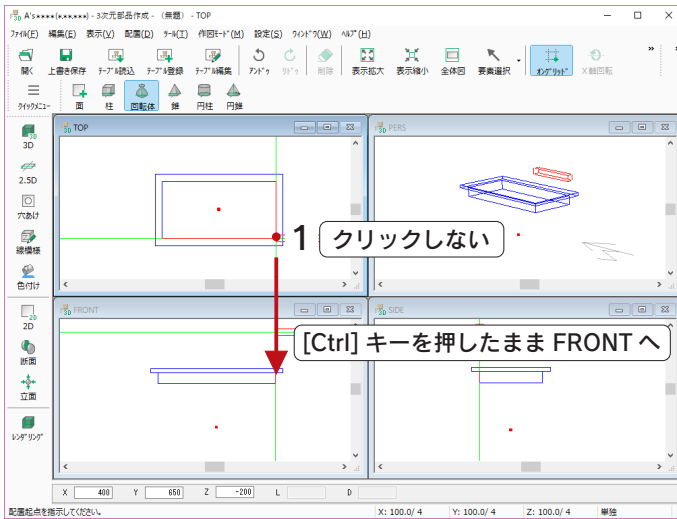 A's****(*,**,***) - 3次元部品作成 - （無題） - TOP
ﾌｧｲﾙ(F) 編集(E) 表示(V) 配置(D) ﾂｰﾙ(T) 作図ﾓｰﾄﾞ(M) 設定(S) ｳｨﾝﾄﾞｳ(W) ﾍﾙﾌﾟ(H)
開く 上書き保存 ﾃｰﾌﾞﾙ読込 ﾃｰﾌﾞﾙ登録 ﾃｰﾌﾞﾙ編集 ｱﾝﾄﾞｩ ﾘﾄﾞｩ 削除 表示拡大 表示縮小 全体図 要素選択 ｵﾝｸﾞﾘｯﾄﾞ X軸回転
ｸｲｯｸﾒﾆｭｰ 面 柱 回転体 錐 円柱 円錐
3D
2.5D
穴あけ
線模様
色付け
2D
断面
立面
ﾚﾝﾀﾞﾘﾝｸﾞ
TOP
PERS
1 クリックしない
FRONT
SIDE
[Ctrl] キーを押したまま FRONT へ
X 400 Y 650 Z -200 L D
配置起点を指示してください。 X: 100.0/ 4 Y: 100.0/ 4 Z: 100.0/ 4 単独